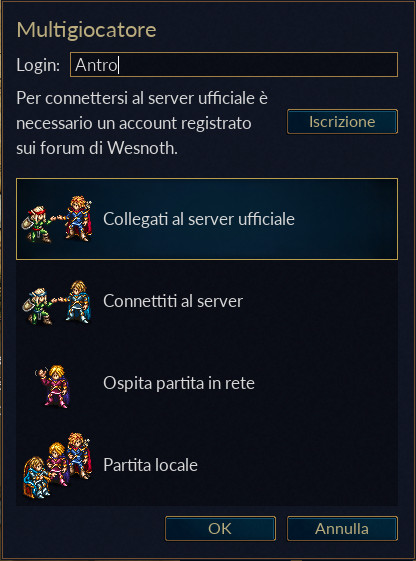 Multigiocatore
Login: Antro
Per connettersi al server ufficiale è
necessario un account registrato
sui forum di Wesnoth.
Iscrizione
Collegati al server ufficiale
Connettiti al server
Ospita partita in rete
Partita locale
OK
Annulla